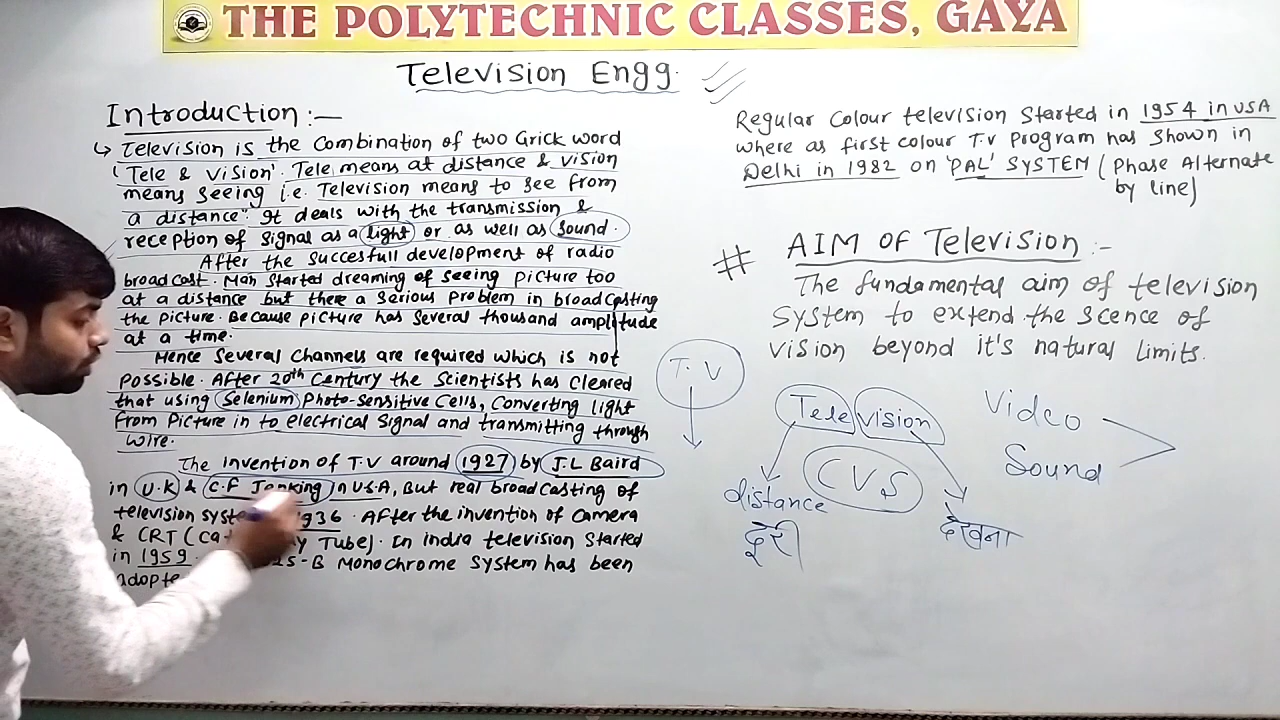 THE POLYTECHNIC CLASSES, GAYA
Television Engg.
Introduction :—
Television is the Combination of two Grick word
'Tele & Vision'. Tele means at distance & vision
means seeing i.e. Television means to see from
a distance". It deals with the transmission &
reception of signal as a light or as well as sound.
After the succesfull development of radio
broadcast. Man started dreaming of seeing picture too
at a distance but there a serious problem in broadcasting
the picture. Because picture has several thousand amplitude
at a time.
Hence several channels are required which is not
possible. After 20th Century the Scientists has cleared
that using Selenium Photo-sensitive Cells, Converting light
from Picture in to electrical signal and transmitting through
wire.
The invention of T.V around 1927 by J.L Baird
in U.K & C.F Jenking in U.S.A, But real broadcasting of
television 1936. After the invention of Camera
& CRT ( Tube). In india television started
in 1959. -B Monochrome system has been
Regular Colour television started in 1954 in USA
where as first colour T.V program has shown in
Delhi in 1982 on 'PAL' SYSTEM (Phase Alternate
by line)
# AIM OF Television :-
The fundamental aim of television
system to extend the scence of
vision beyond it's natural limits.
T.V
Tele vision
Video
Sound
CVS
distance
दूरी
देखना